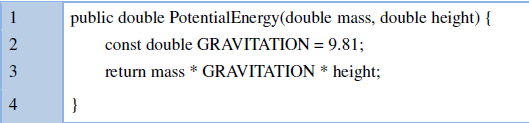 1 public double PotentialEnergy(double mass, double height) {
2 const double GRAVITATION = 9.81;
3 return mass * GRAVITATION * height;
4 }